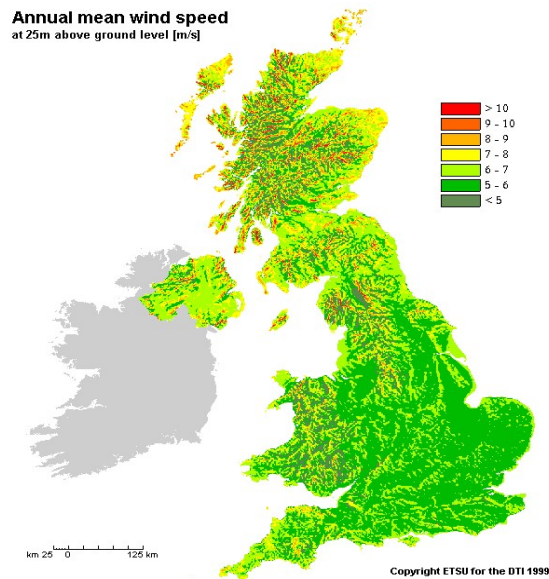 Annual mean wind speed
at 25m above ground level [m/s]
> 10
9 - 10
8 - 9
7 - 8
6 - 7
5 - 6
< 5
km 25 0 125 km
Copyright ETSU for the DTI 1999